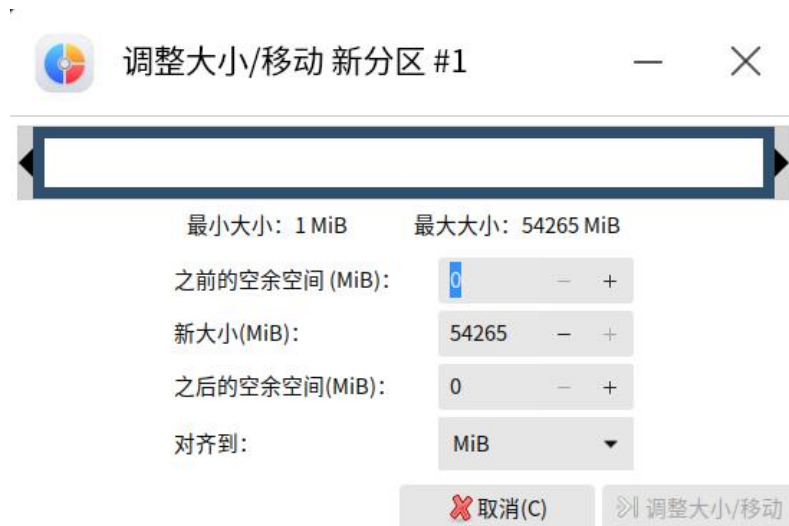 调整大小/移动 新分区 #1
最小大小：1 MiB 最大大小：54265 MiB
之前的空余空间 (MiB)： 0
新大小(MiB)： 54265
之后的空余空间(MiB)： 0
对齐到： MiB
取消(C) 调整大小/移动